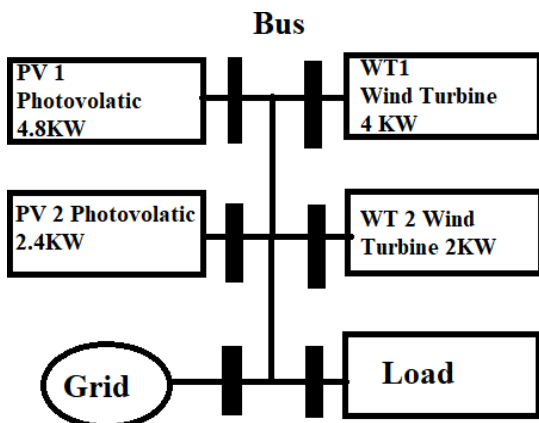 Bus
PV 1
Photovolatic
4.8KW
WT1
Wind Turbine
4 KW
PV 2 Photovolatic
2.4KW
WT 2 Wind
Turbine 2KW
Grid
Load